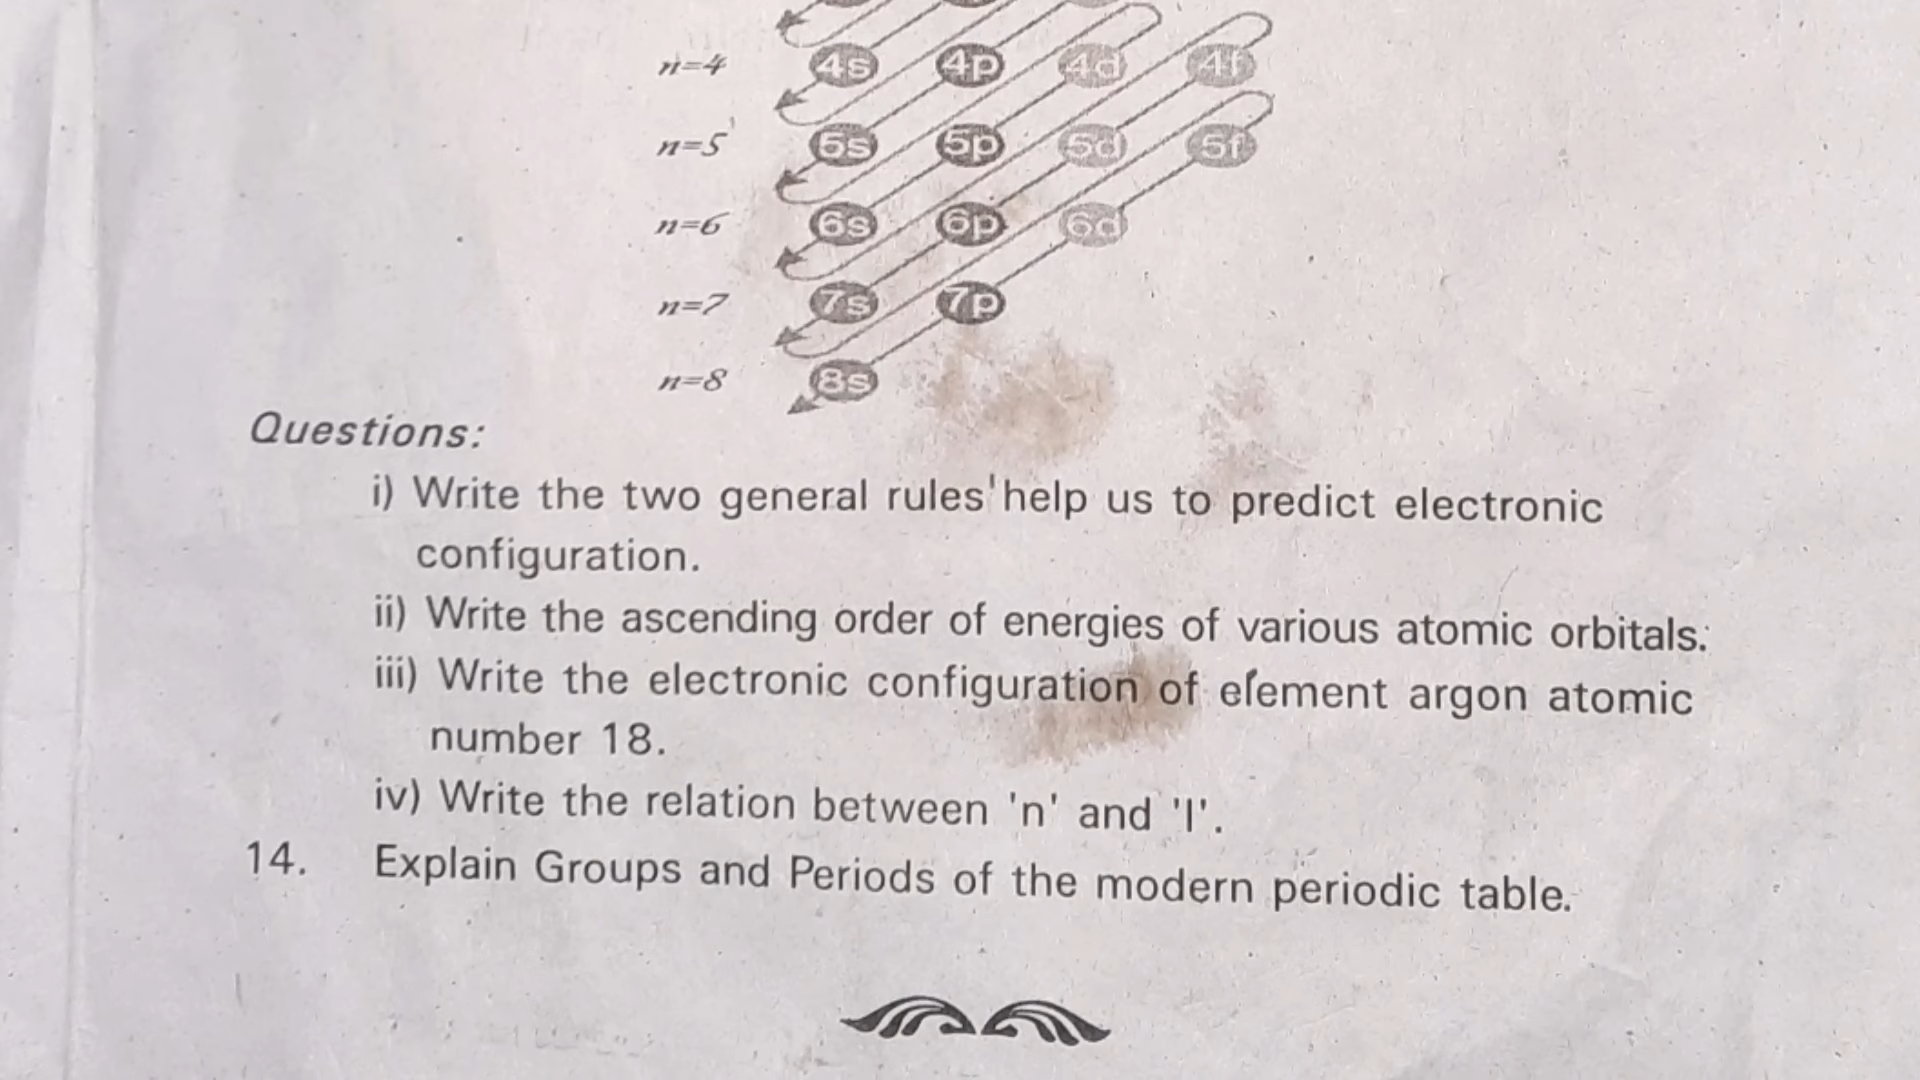 n=4 4s 4p 4d 4f
n=5 5s 5p 5d 5f
n=6 6s 6p 6d
n=7 7s 7p
n=8 8s
Questions:
i) Write the two general rules help us to predict electronic
configuration.
ii) Write the ascending order of energies of various atomic orbitals.
iii) Write the electronic configuration of element argon atomic
number 18.
iv) Write the relation between 'n' and 'l'.
14. Explain Groups and Periods of the modern periodic table.